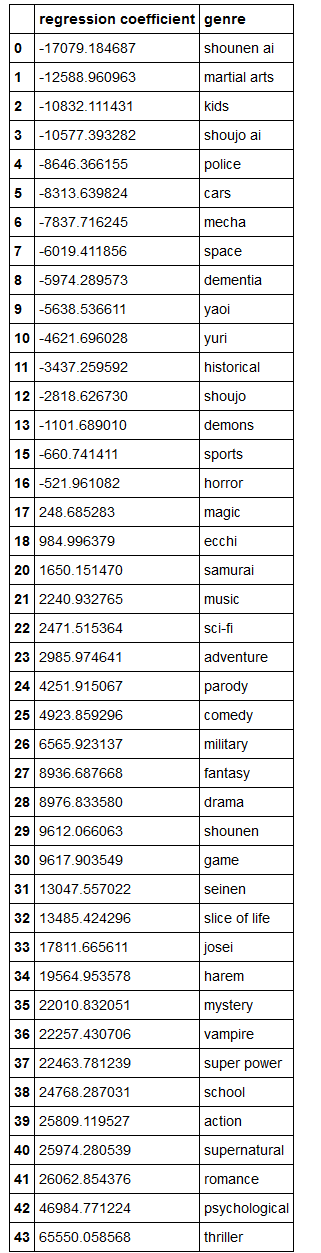 regression coefficient genre
0 -17079.184687 shounen ai
1 -12588.960963 martial arts
2 -10832.111431 kids
3 -10577.393282 shoujo ai
4 -8646.366155 police
5 -8313.639824 cars
6 -7837.716245 mecha
7 -6019.411856 space
8 -5974.289573 dementia
9 -5638.536611 yaoi
10 -4621.696028 yuri
11 -3437.259592 historical
12 -2818.626730 shoujo
13 -1101.689010 demons
15 -660.741411 sports
16 -521.961082 horror
17 248.685283 magic
18 984.996379 ecchi
20 1650.151470 samurai
21 2240.932765 music
22 2471.515364 sci-fi
23 2985.974641 adventure
24 4251.915067 parody
25 4923.859296 comedy
26 6565.923137 military
27 8936.687668 fantasy
28 8976.833580 drama
29 9612.066063 shounen
30 9617.903549 game
31 13047.557022 seinen
32 13485.424296 slice of life
33 17811.665611 josei
34 19564.953578 harem
35 22010.832051 mystery
36 22257.430706 vampire
37 22463.781239 super power
38 24768.287031 school
39 25809.119527 action
40 25974.280539 supernatural
41 26062.854376 romance
42 46984.771224 psychological
43 65550.058568 thriller